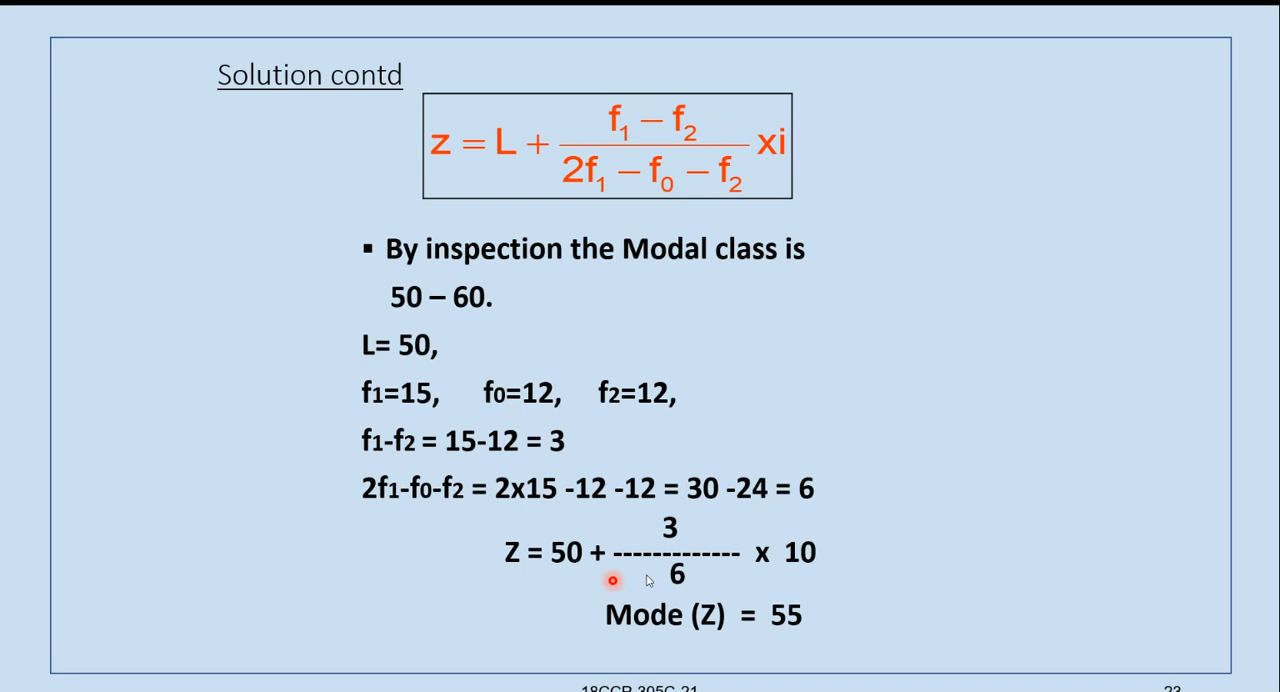 Solution contd
z = L + f₁ – f₂ / 2f₁ – f₀ – f₂ xi
▪ By inspection the Modal class is
50 – 60.
L= 50,
f1=15, f0=12, f2=12,
f1-f2 = 15-12 = 3
2f1-f0-f2 = 2x15 -12 -12 = 30 -24 = 6
3
Z = 50 + ------------- x 10
6
Mode (Z) = 55